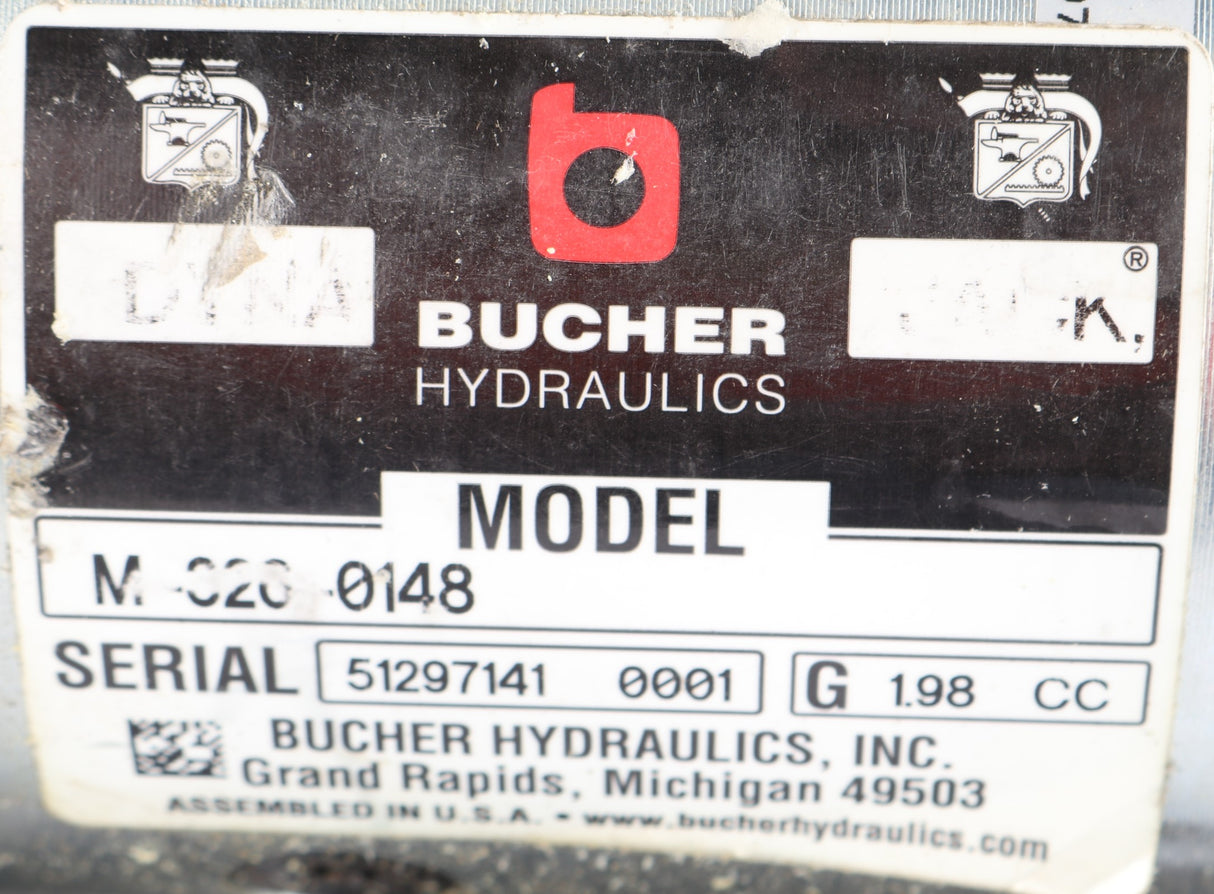 DYNA
BUCHER
HYDRAULICS
®
MODEL
0148
SERIAL 51297141 0001 G 1.98 CC
BUCHER HYDRAULICS, INC.
Grand Rapids, Michigan 49503
ASSEMBLED IN U.S.A. • www.bucherhydraulics.com